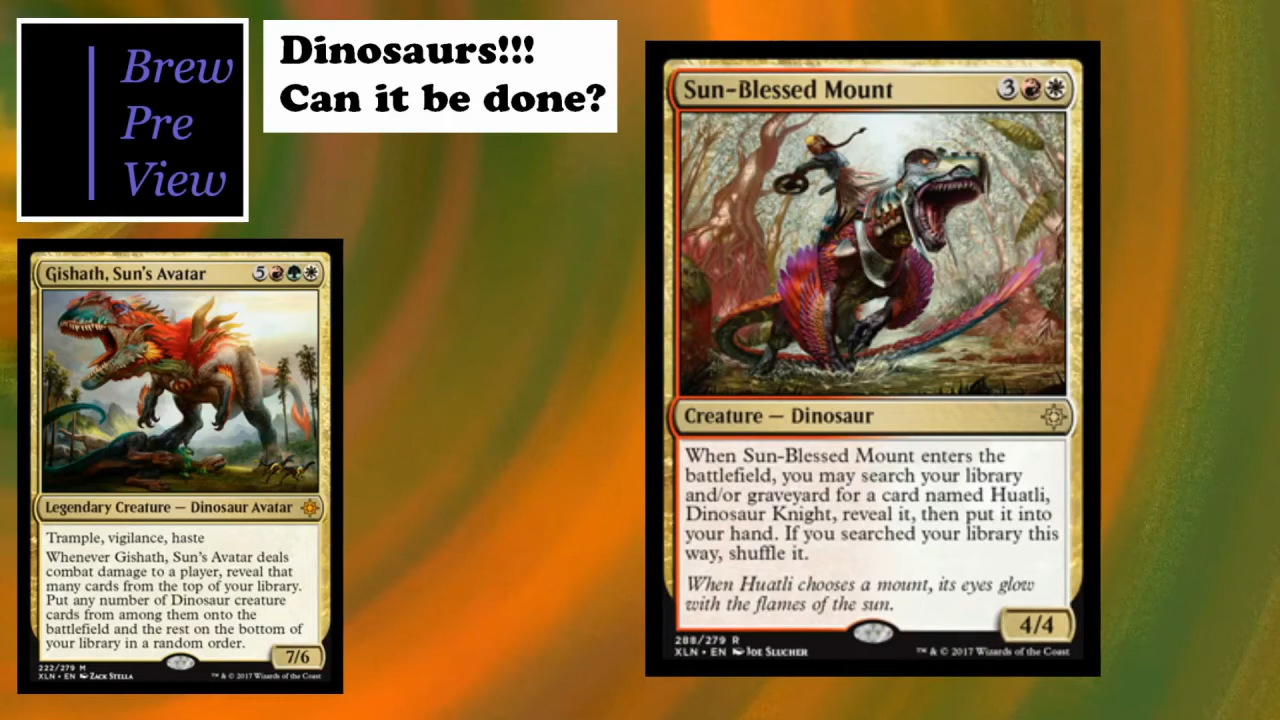 Brew
Pre
View
Dinosaurs!!!
Can it be done?
Gishath, Sun's Avatar 5
Legendary Creature — Dinosaur Avatar
Trample, vigilance, haste
Whenever Gishath, Sun's Avatar deals
combat damage to a player, reveal that
many cards from the top of your library.
Put any number of Dinosaur creature
cards from among them onto the
battlefield and the rest on the bottom of
your library in a random order.
7/6
222/279 M
XLN • EN Zack Stella
™ & © 2017 Wizards of the Coast
Sun-Blessed Mount 3
Creature — Dinosaur
When Sun-Blessed Mount enters the
battlefield, you may search your library
and/or graveyard for a card named Huatli,
Dinosaur Knight, reveal it, then put it into
your hand. If you searched your library this
way, shuffle it.
When Huatli chooses a mount, its eyes glow
with the flames of the sun.
4/4
288/279 R
XLN • EN Joe Slucher
™ & © 2017 Wizards of the Coast